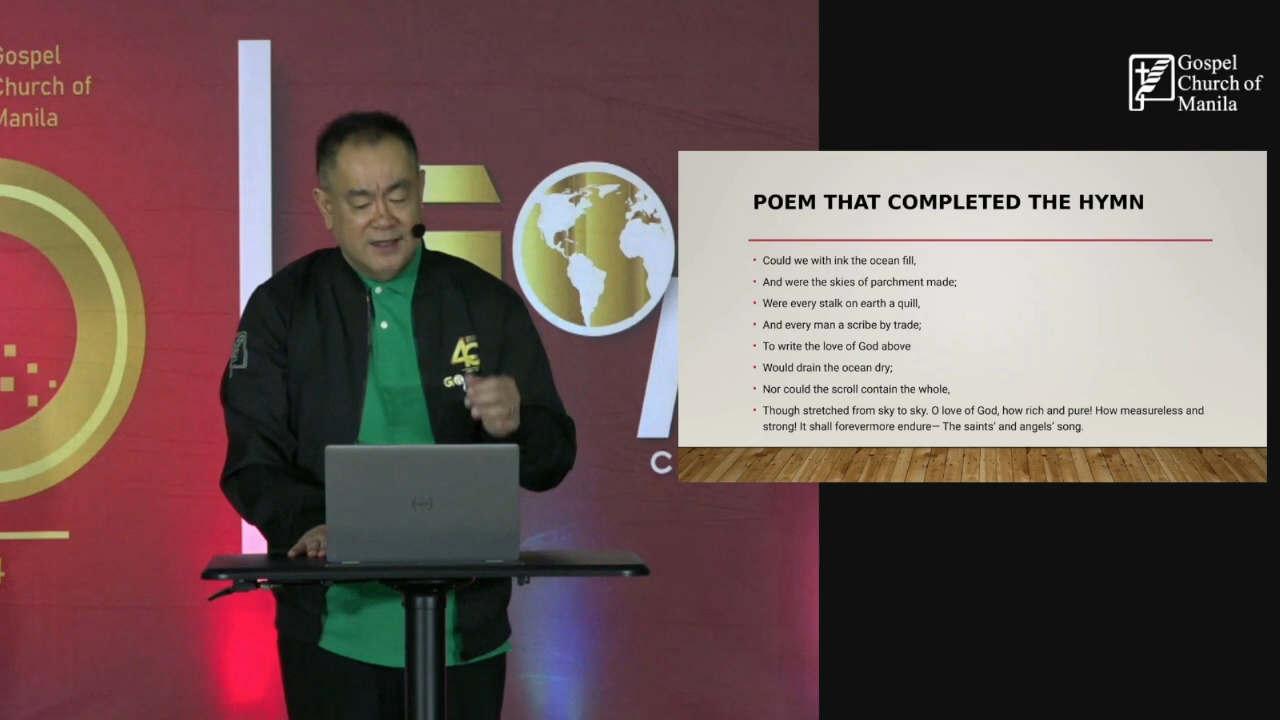 Gospel
Church of
Manila
Gospel
Church of
Manila
POEM THAT COMPLETED THE HYMN
• Could we with ink the ocean fill,
• And were the skies of parchment made;
• Were every stalk on earth a quill,
• And every man a scribe by trade;
• To write the love of God above
• Would drain the ocean dry;
• Nor could the scroll contain the whole,
• Though stretched from sky to sky. O love of God, how rich and pure! How measureless and
strong! It shall forevermore endure— The saints' and angels' song.